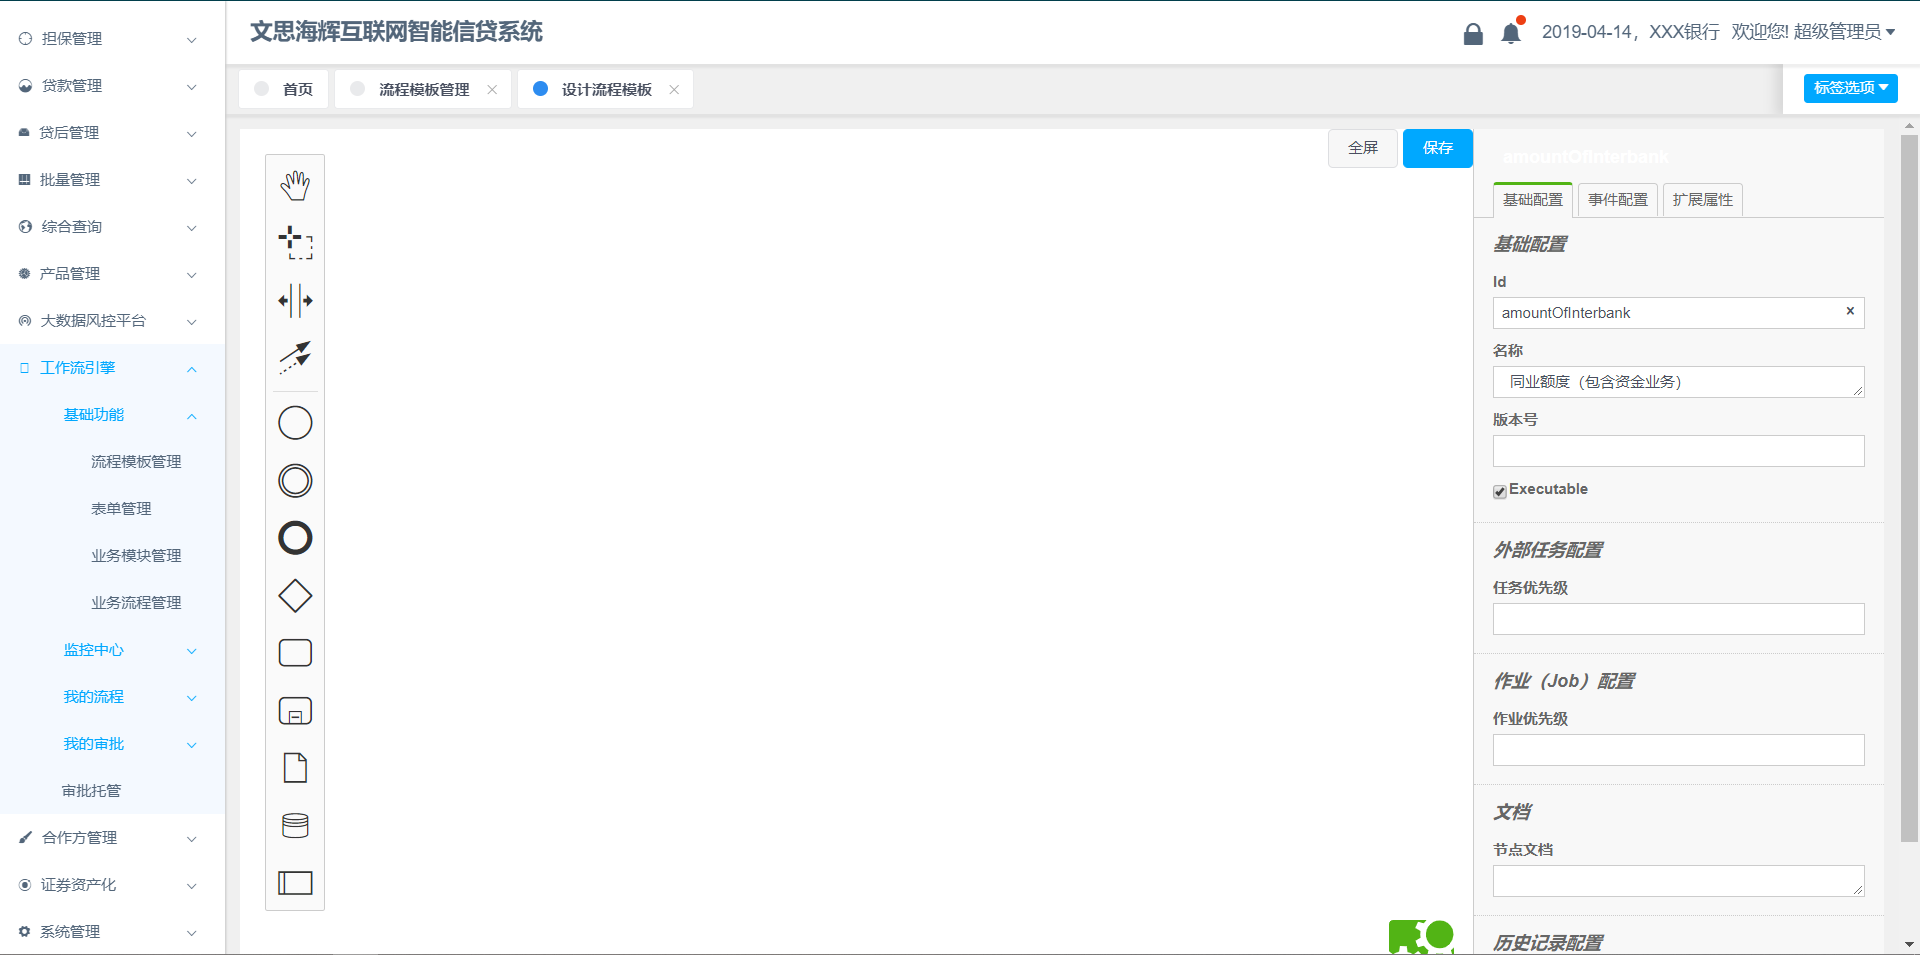 文思海辉互联网智能信贷系统
2019-04-14，XXX银行 欢迎您! 超级管理员
担保管理
贷款管理
贷后管理
批量管理
综合查询
产品管理
大数据风控平台
工作流引擎
基础功能
流程模板管理
表单管理
业务模块管理
业务流程管理
监控中心
我的流程
我的审批
审批托管
合作方管理
证券资产化
系统管理
首页
流程模板管理
设计流程模板
标签选项
全屏
保存
amountOfInterbank
基础配置
事件配置
扩展属性
基础配置
Id
amountOfInterbank
名称
同业额度（包含资金业务）
版本号
Executable
外部任务配置
任务优先级
作业（Job）配置
作业优先级
文档
节点文档
历史记录配置